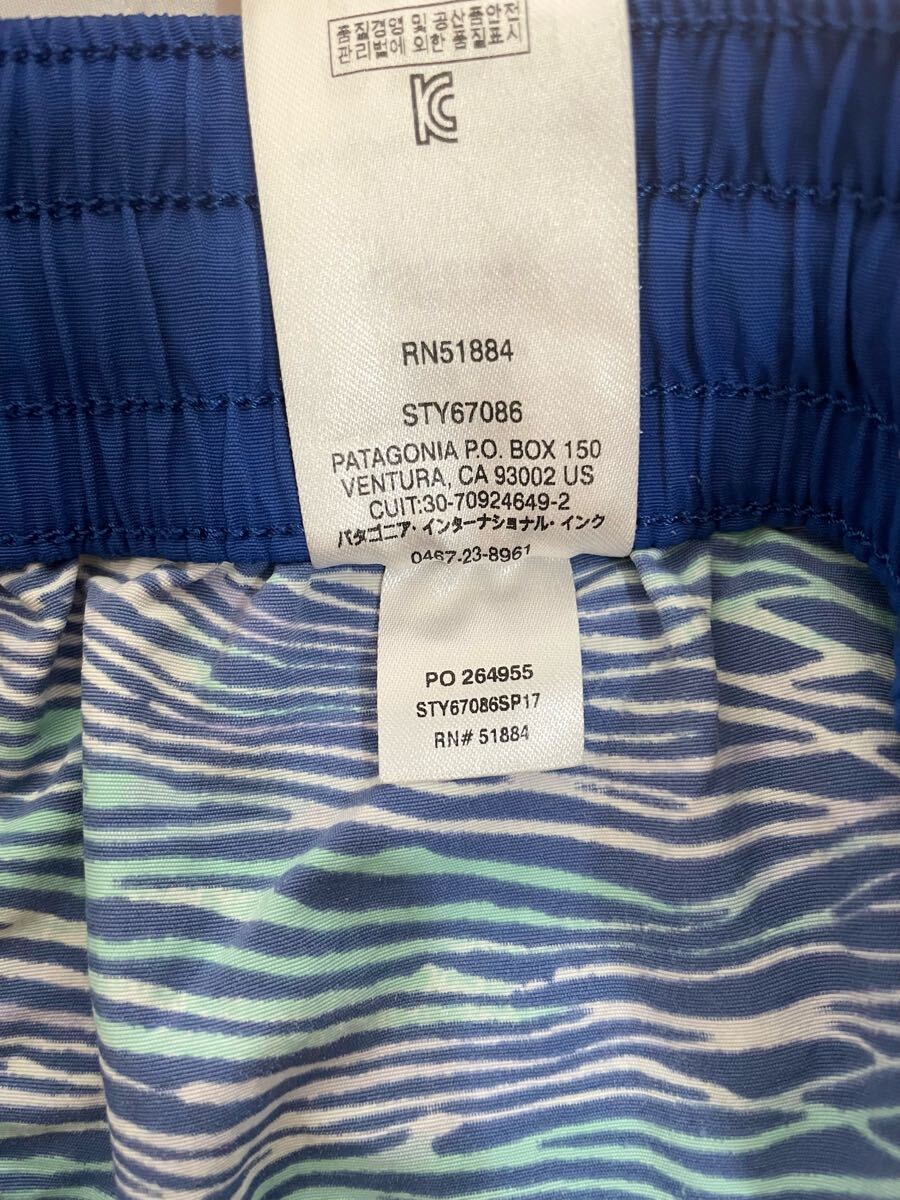 품질경영 및 공산품안전
관리법에 의한 품질표시
KC
RN51884
STY67086
PATAGONIA P.O. BOX 150
VENTURA, CA 93002 US
CUIT:30-70924649-2
パタゴニア・インターナショナル・インク
0467-23-8961
PO 264955
STY67086SP17
RN# 51884